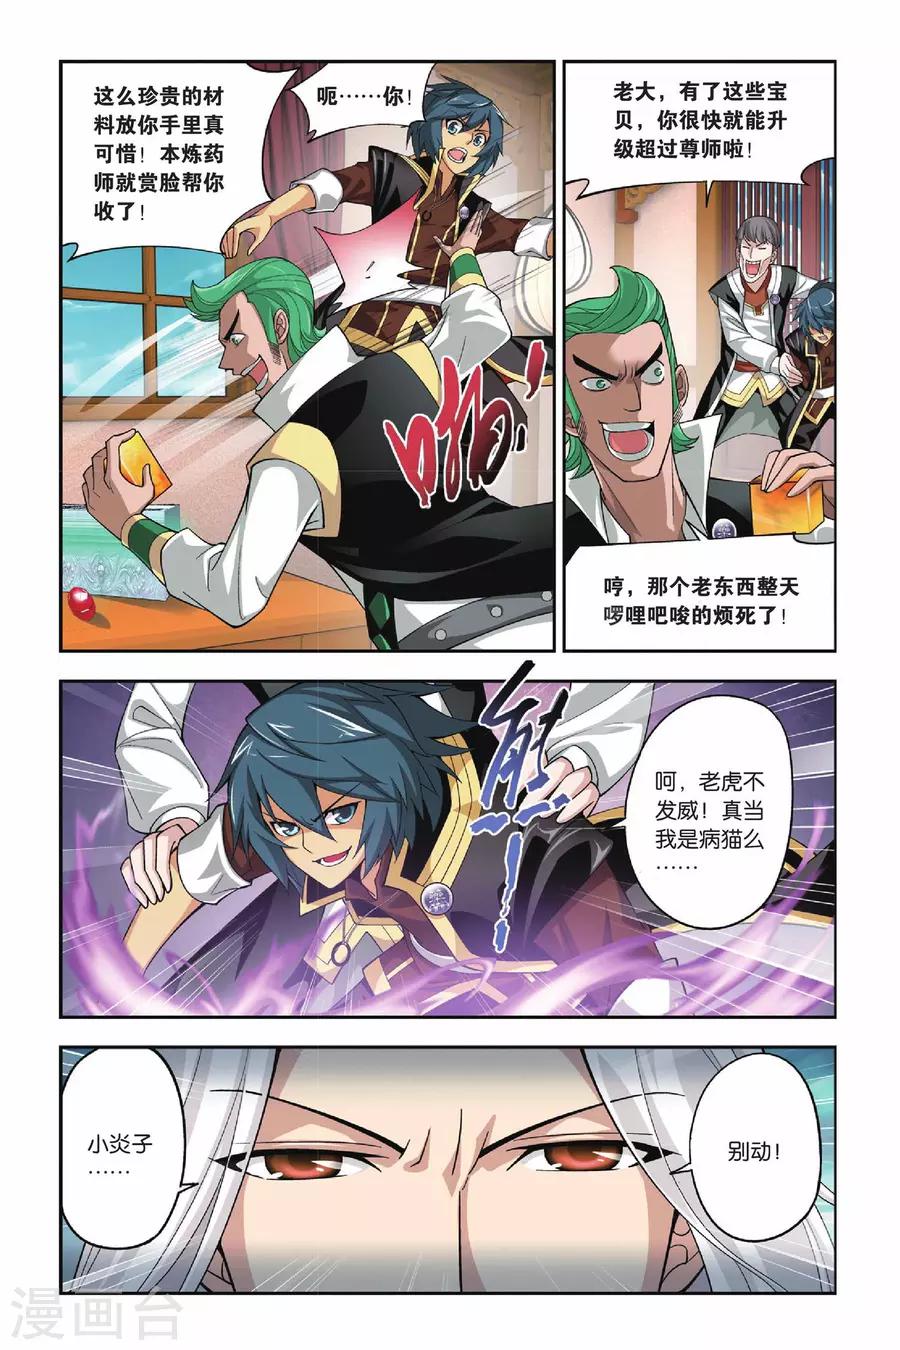 这么珍贵的材
料放你手里真
可惜！本炼药
师就赏脸帮你
收了！
呃……你！
啪！
老大，有了这些宝
贝，你很快就能升
级超过尊师啦！
哼，那个老东西整天
啰哩吧唆的烦死了！
呵，老虎不
发威！真当
我是病猫么
……
小炎子
……
别动！
漫画台